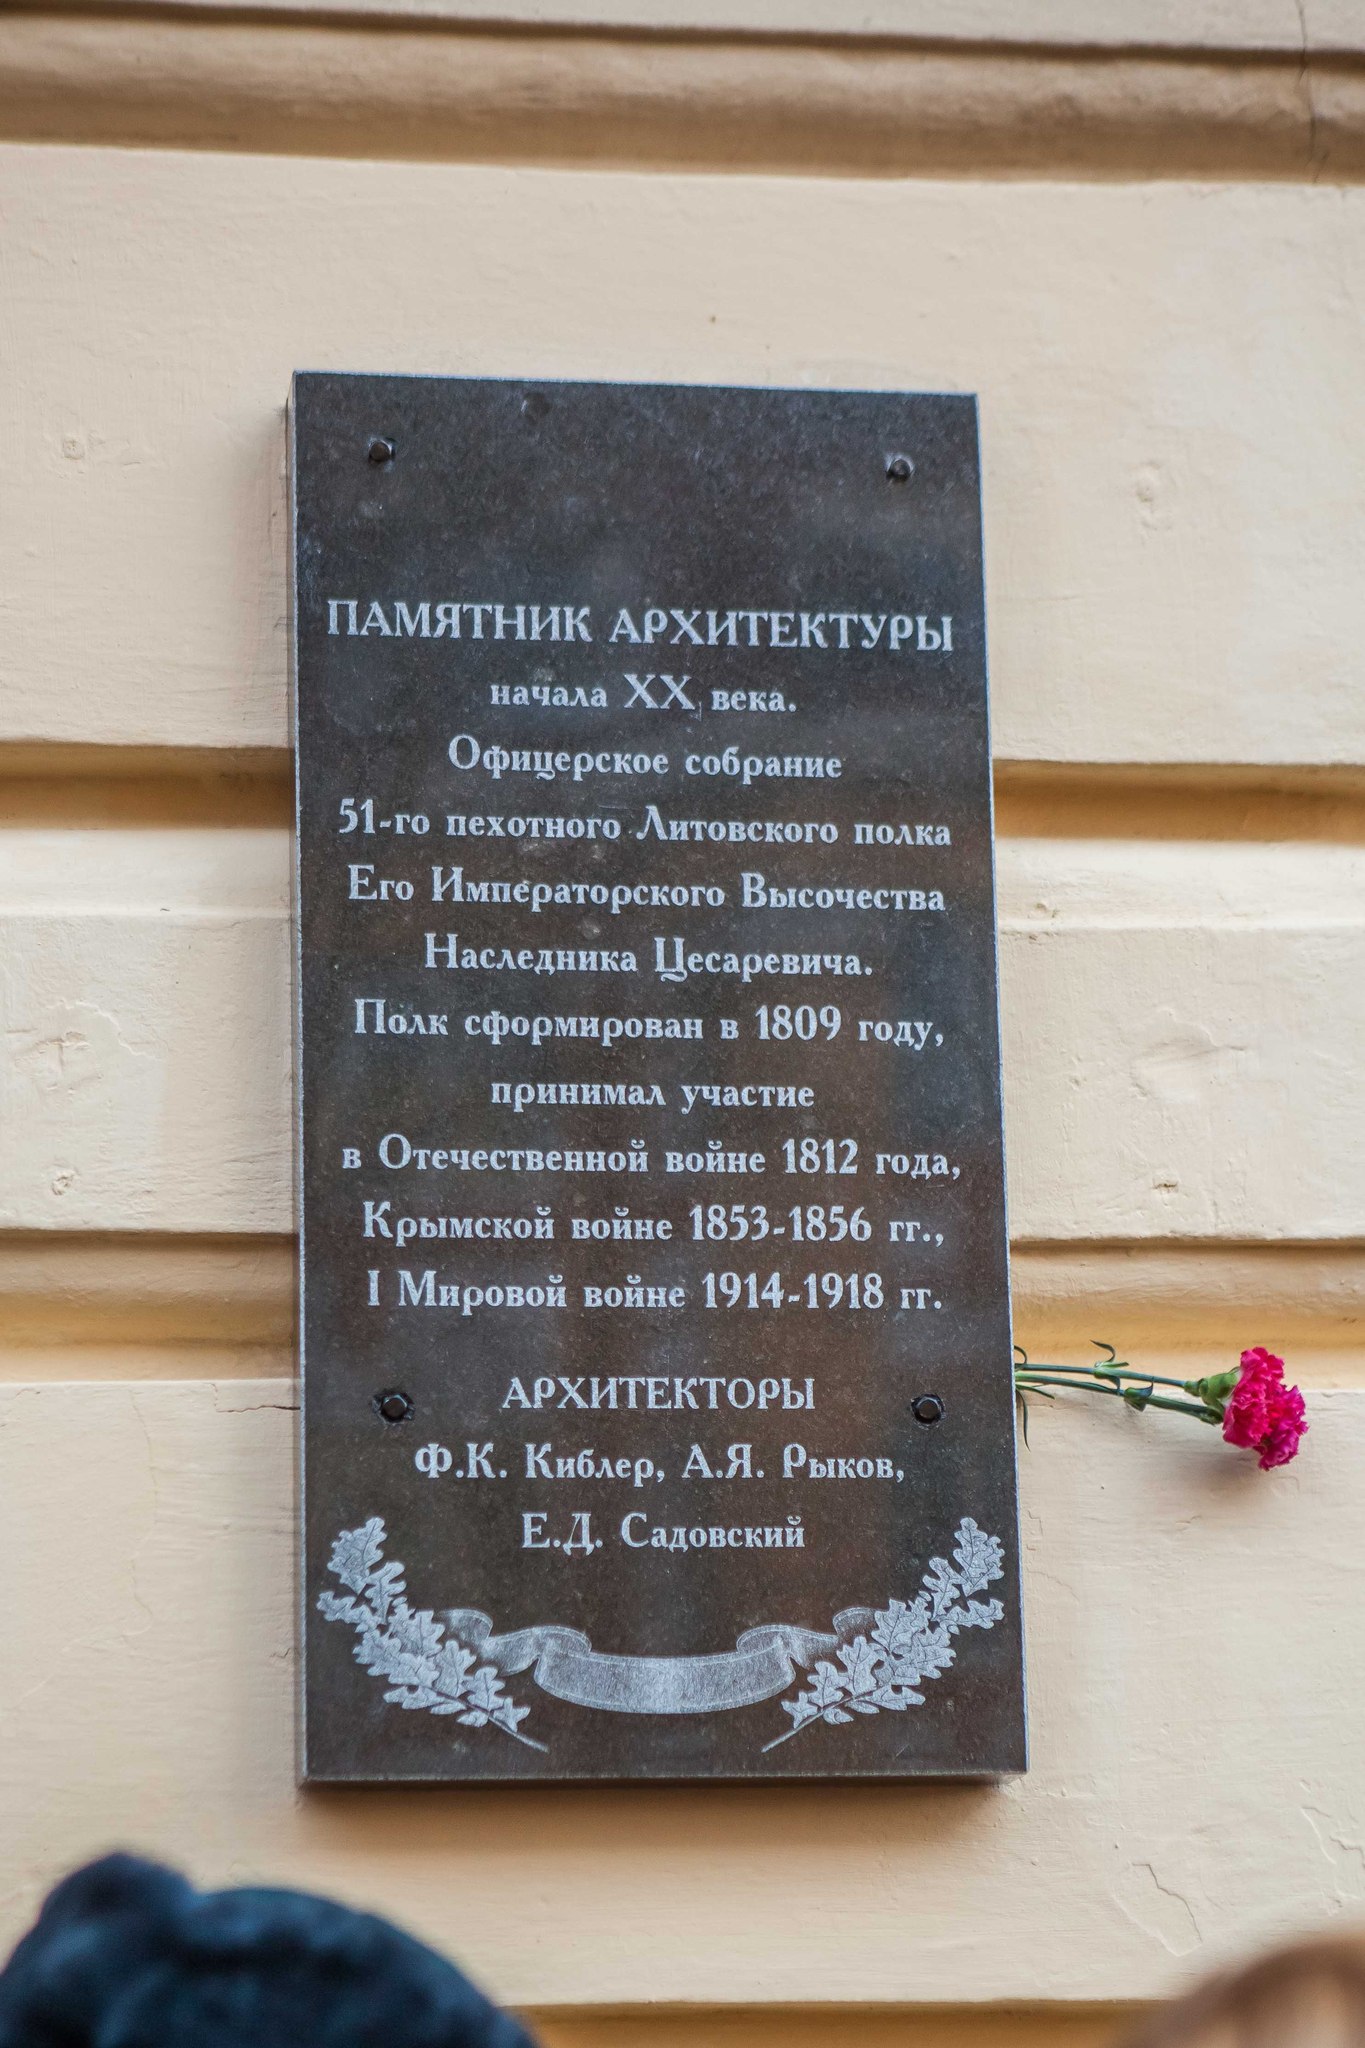 ПАМЯТНИК АРХИТЕКТУРЫ
начала XX века.
Офицерское собрание
51-го пехотного Литовского полка
Его Императорского Высочества
Наследника Цесаревича.
Полк сформирован в 1809 году,
принимал участие
в Отечественной войне 1812 года,
Крымской войне 1853-1856 гг.,
I Мировой войне 1914-1918 гг.
АРХИТЕКТОРЫ
Ф.К. Киблер, А.Я. Рыков,
Е.Д. Садовский